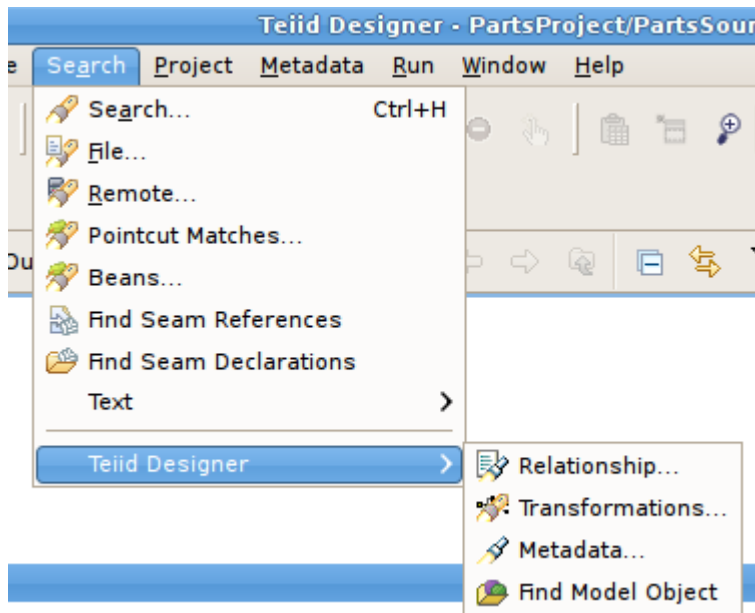 Teiid Designer - PartsProject/PartsSour
e Search Project Metadata Run Window Help
Search... Ctrl+H
File...
Remote...
Pointcut Matches...
Ou
Beans...
Find Seam References
Find Seam Declarations
Text
Teiid Designer
Relationship...
Transformations...
Metadata...
Find Model Object